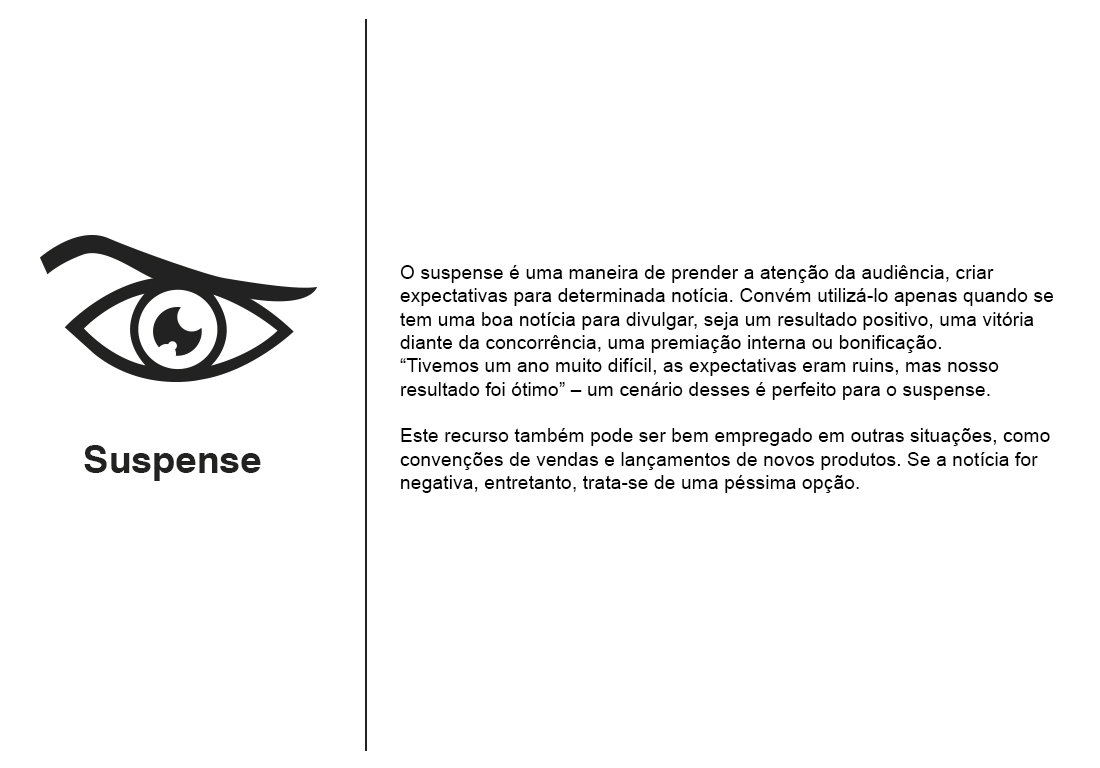 Suspense
O suspense é uma maneira de prender a atenção da audiência, criar
expectativas para determinada notícia. Convém utilizá-lo apenas quando se
tem uma boa notícia para divulgar, seja um resultado positivo, uma vitória
diante da concorrência, uma premiação interna ou bonificação.
“Tivemos um ano muito difícil, as expectativas eram ruins, mas nosso
resultado foi ótimo” – um cenário desses é perfeito para o suspense.
Este recurso também pode ser bem empregado em outras situações, como
convenções de vendas e lançamentos de novos produtos. Se a notícia for
negativa, entretanto, trata-se de uma péssima opção.